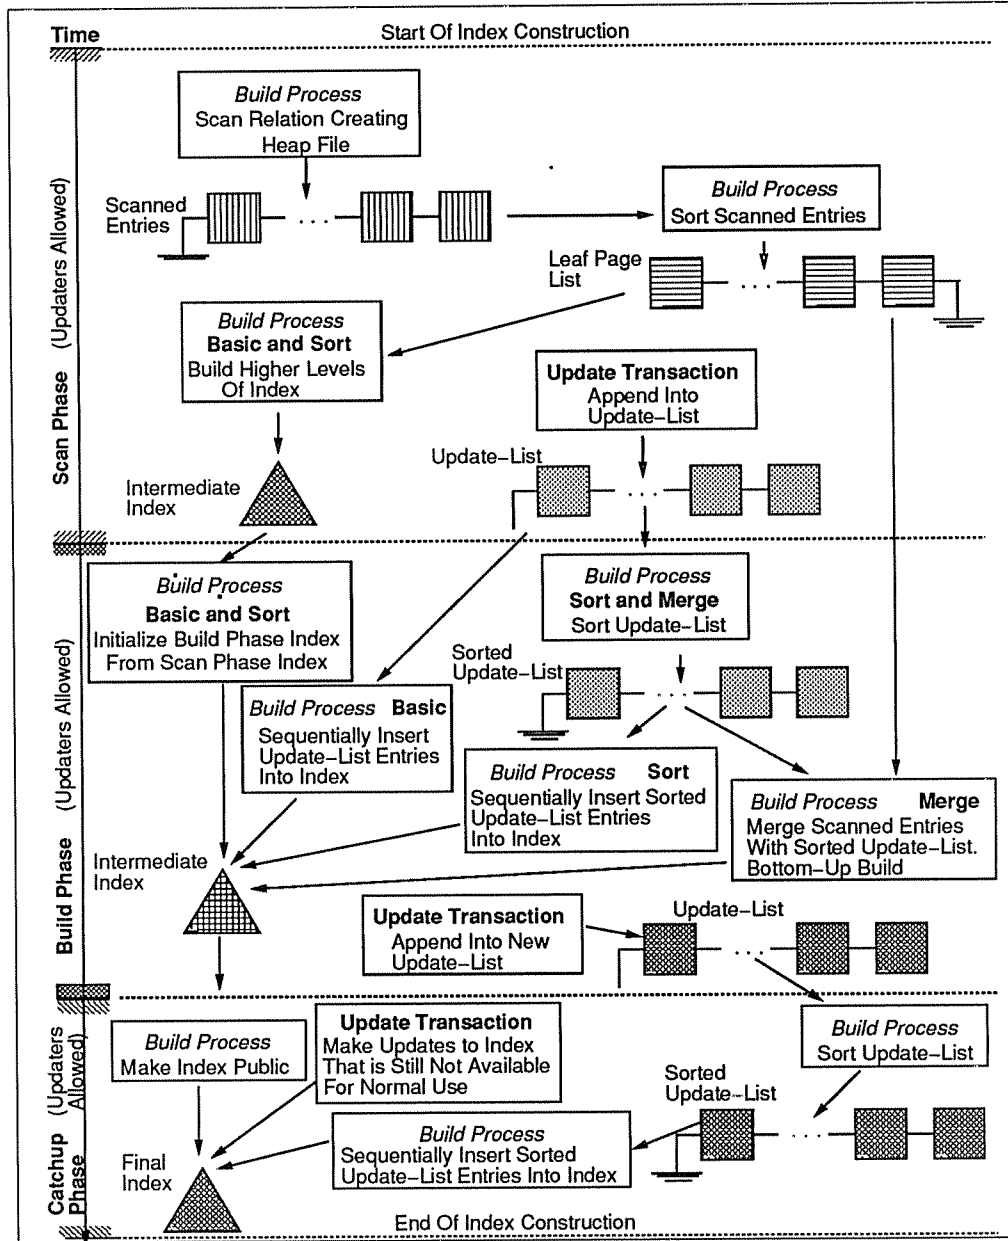 Time
Start Of Index Construction
Build Process
Scan Relation Creating
Heap File
Scanned
Entries
Build Process
Sort Scanned Entries
Leaf Page
List
Build Process
Basic and Sort
Build Higher Levels
Of Index
Update Transaction
Append Into
Update-List
Update-List
Intermediate
Index
Scan Phase (Updaters Allowed)
Build Process
Basic and Sort
Initialize Build Phase Index
From Scan Phase Index
Build Process
Sort and Merge
Sort Update-List
Sorted
Update-List
Build Process Basic
Sequentially Insert
Update-List Entries
Into Index
Build Process Sort
Sequentially Insert Sorted
Update-List Entries
Into Index
Build Process Merge
Merge Scanned Entries
With Sorted Update-List.
Bottom-Up Build
Intermediate
Index
Update Transaction
Append Into New
Update-List
Update-List
Build Phase (Updaters Allowed)
Build Process
Make Index Public
Update Transaction
Make Updates to Index
That is Still Not Available
For Normal Use
Build Process
Sort Update-List
Sorted
Update-List
Build Process
Sequentially Insert Sorted
Update-List Entries Into Index
Final
Index
Catchup (Updaters
Phase Allowed)
End Of Index Construction